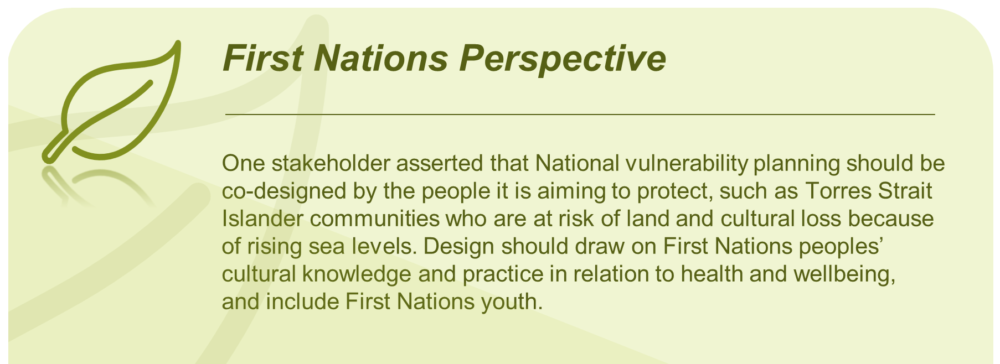 First Nations Perspective
One stakeholder asserted that National vulnerability planning should be
co-designed by the people it is aiming to protect, such as Torres Strait
Islander communities who are at risk of land and cultural loss because
of rising sea levels. Design should draw on First Nations peoples’
cultural knowledge and practice in relation to health and wellbeing,
and include First Nations youth.